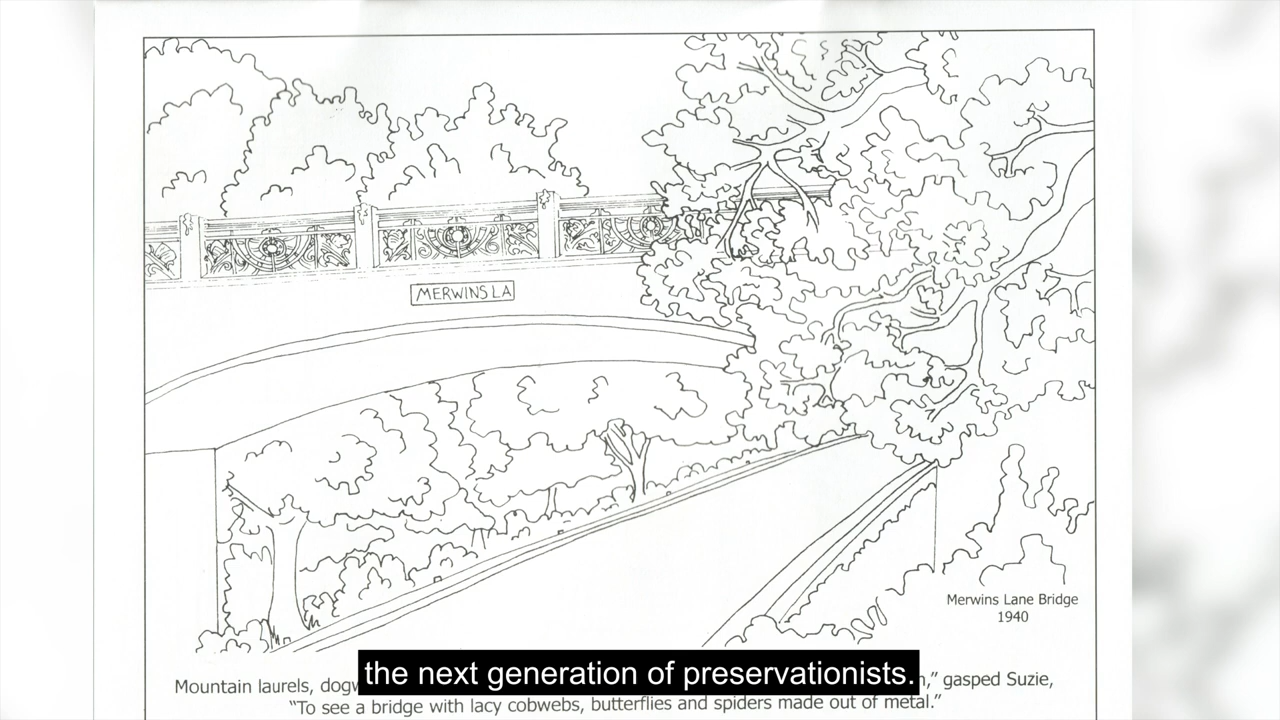 MERWINS LA
Merwins Lane Bridge
1940
the next generation of preservationists.
Mountain laurels, gasped Suzie,
“To see a bridge with lacy cobwebs, butterflies and spiders made out of metal.”